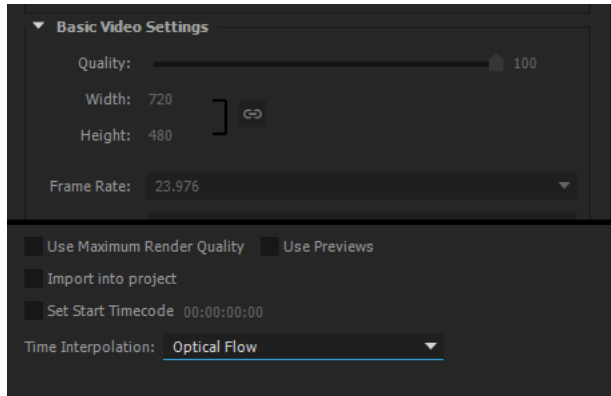 Basic Video Settings
Quality: 100
Width: 720
Height: 480
Frame Rate: 23.976
Use Maximum Render Quality Use Previews
Import into project
Set Start Timecode 00:00:00:00
Time Interpolation: Optical Flow